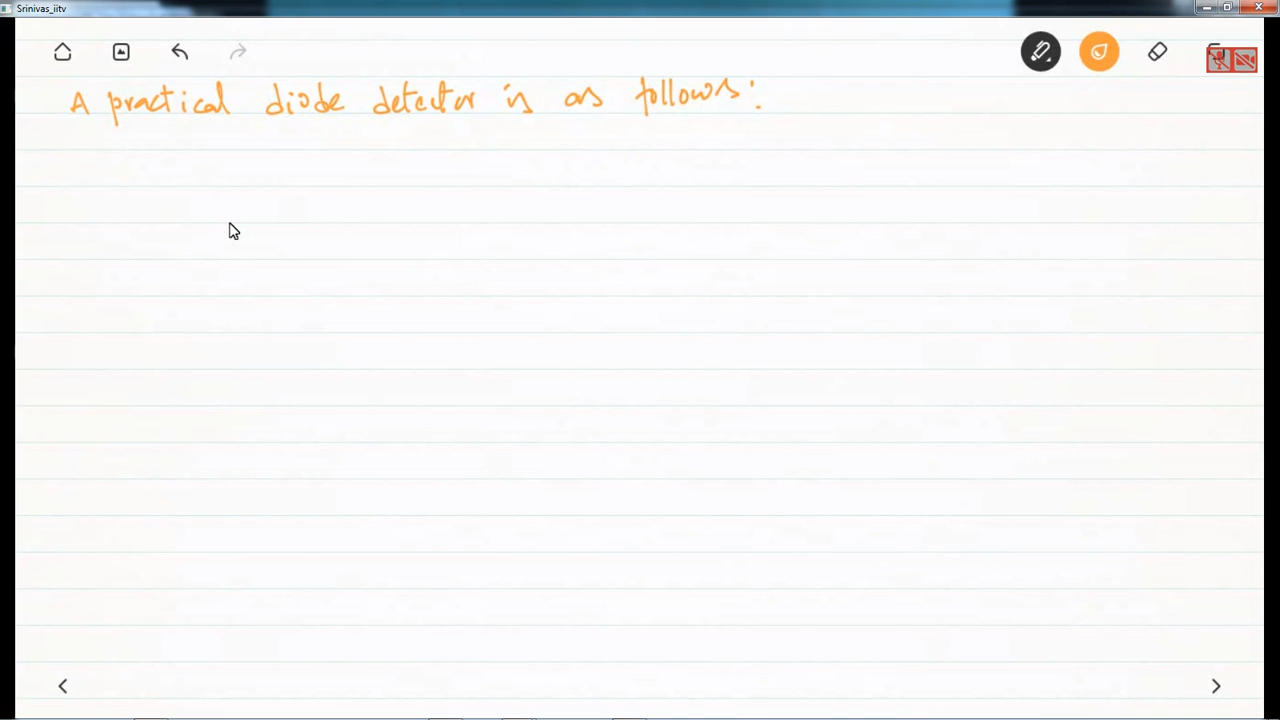 Srinivas_iitv
A practical diode detector is as follows: